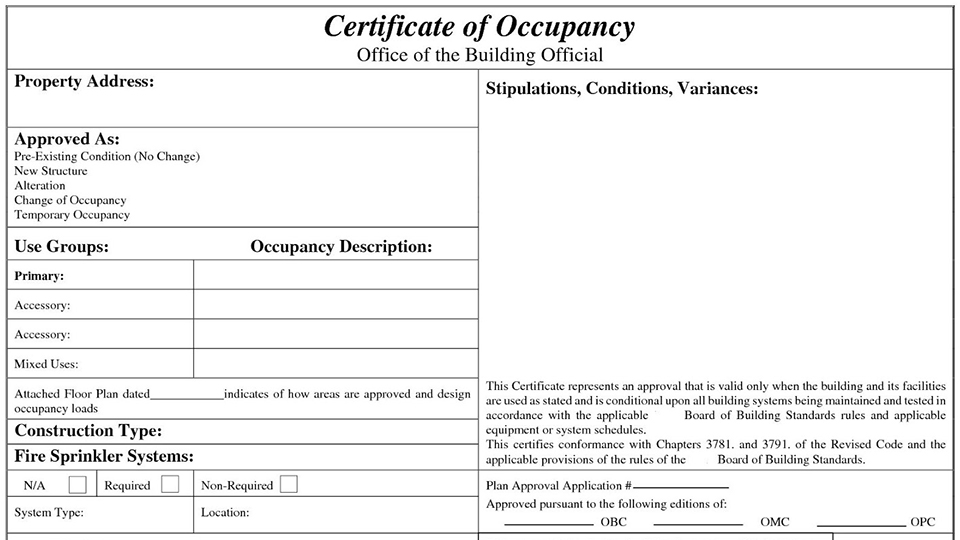 Certificate of Occupancy
Office of the Building Official
Property Address:
Approved As:
Pre-Existing Condition (No Change)
New Structure
Alteration
Change of Occupancy
Temporary Occupancy
Use Groups: Occupancy Description:
Primary:
Accessory:
Accessory:
Mixed Uses:
Attached Floor Plan dated____________indicates of how areas are approved and design
occupancy loads
Construction Type:
Fire Sprinkler Systems:
N/A Required Non-Required
System Type: Location:
Stipulations, Conditions, Variances:
This Certificate represents an approval that is valid only when the building and its facilities
are used as stated and is conditional upon all building systems being maintained and tested in
accordance with the applicable Board of Building Standards rules and applicable
equipment or system schedules.
This certifies conformance with Chapters 3781. and 3791. of the Revised Code and the
applicable provisions of the rules of the Board of Building Standards.
Plan Approval Application #
Approved pursuant to the following editions of:
OBC OMC OPC